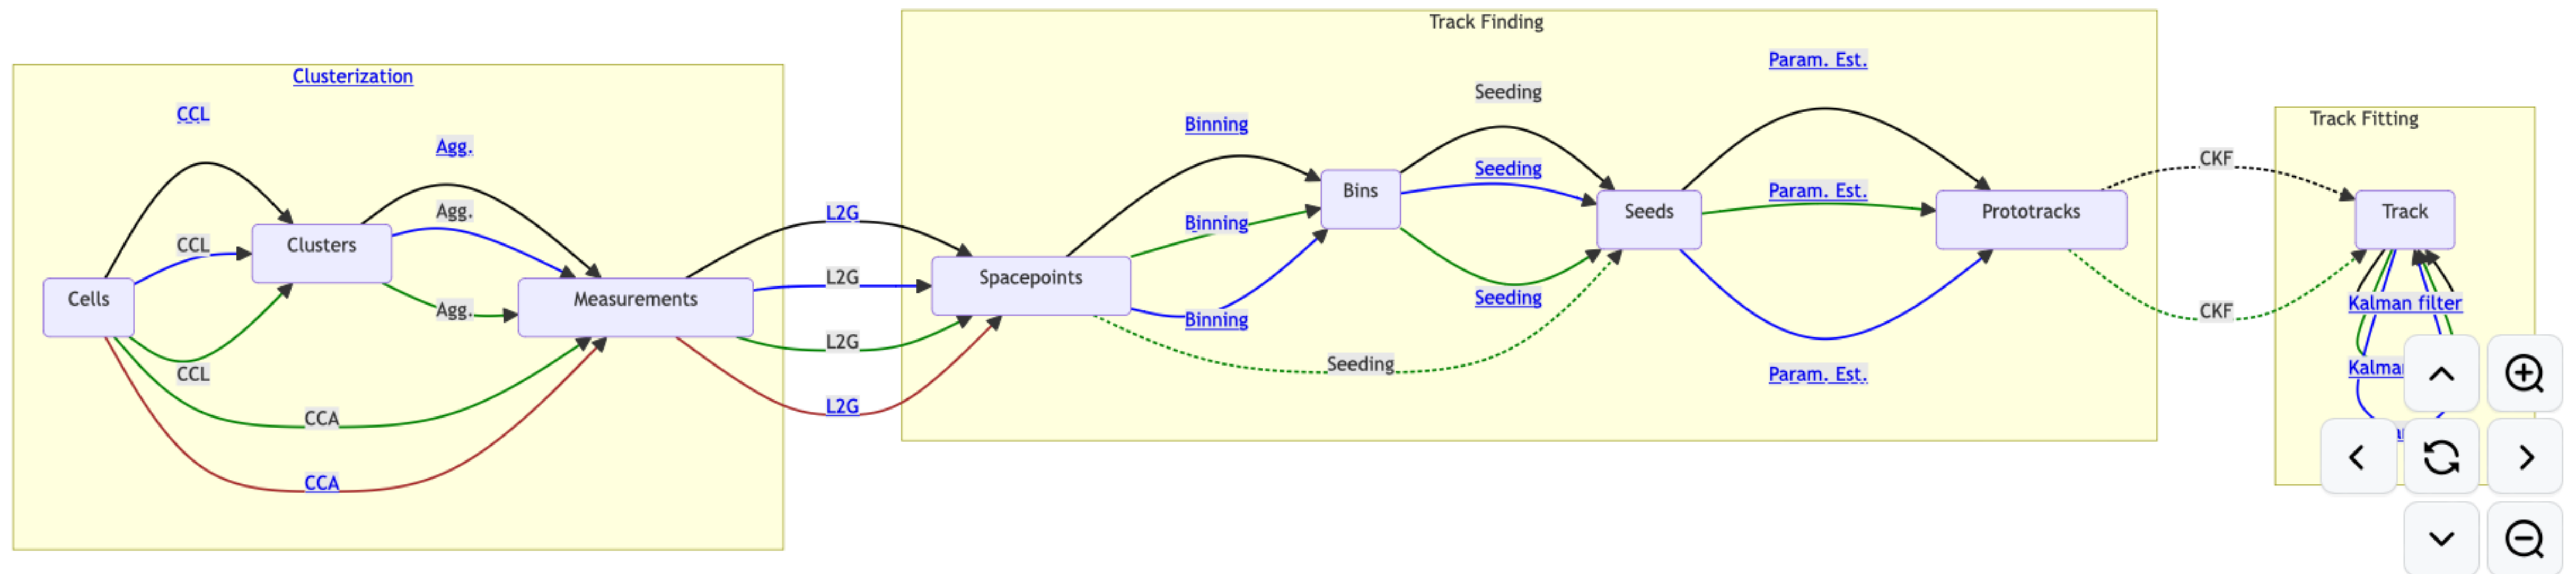 Clusterization
CCL
Agg.
Agg.
CCL
Clusters
Cells
Measurements
Agg.
CCL
CCA
CCA
L2G
L2G
L2G
L2G
Track Finding
Param. Est.
Seeding
Binning
Seeding
Bins
Param. Est.
Seeds
Prototracks
Binning
Spacepoints
Seeding
Binning
Seeding
Param. Est.
CKF
CKF
Track Fitting
Track
Kalman filter